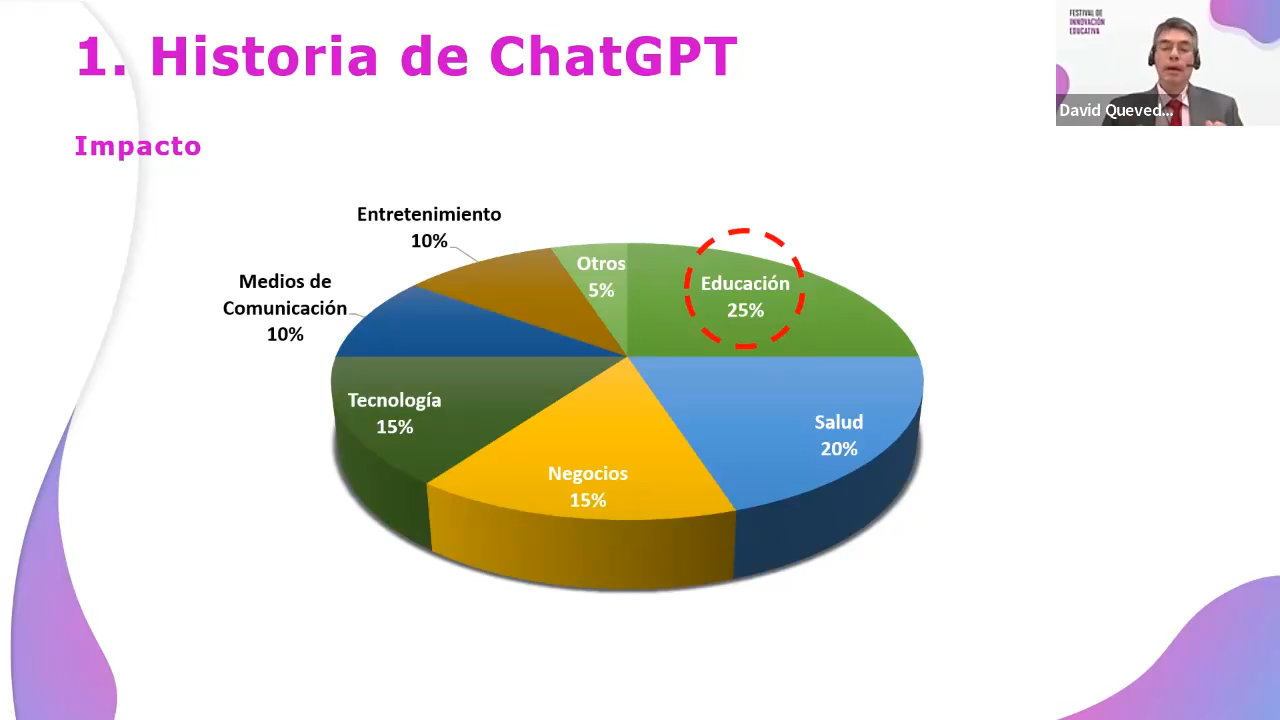 1. Historia de ChatGPT
FESTIVAL DE
INNOVACIÓN
EDUCATIVA
David Queved...
Impacto
Entretenimiento
10%
Otros
5%
Educación
25%
Medios de
Comunicación
10%
Tecnología
15%
Salud
20%
Negocios
15%